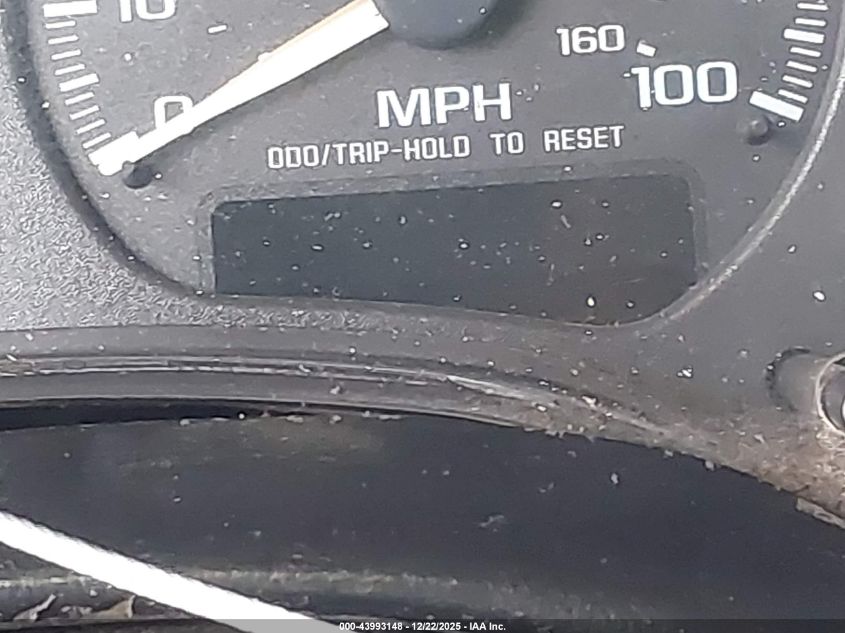 10
0
160
100
MPH
ODO/TRIP-HOLD TO RESET
000-43993148 - 12/22/2025 - IAA Inc.